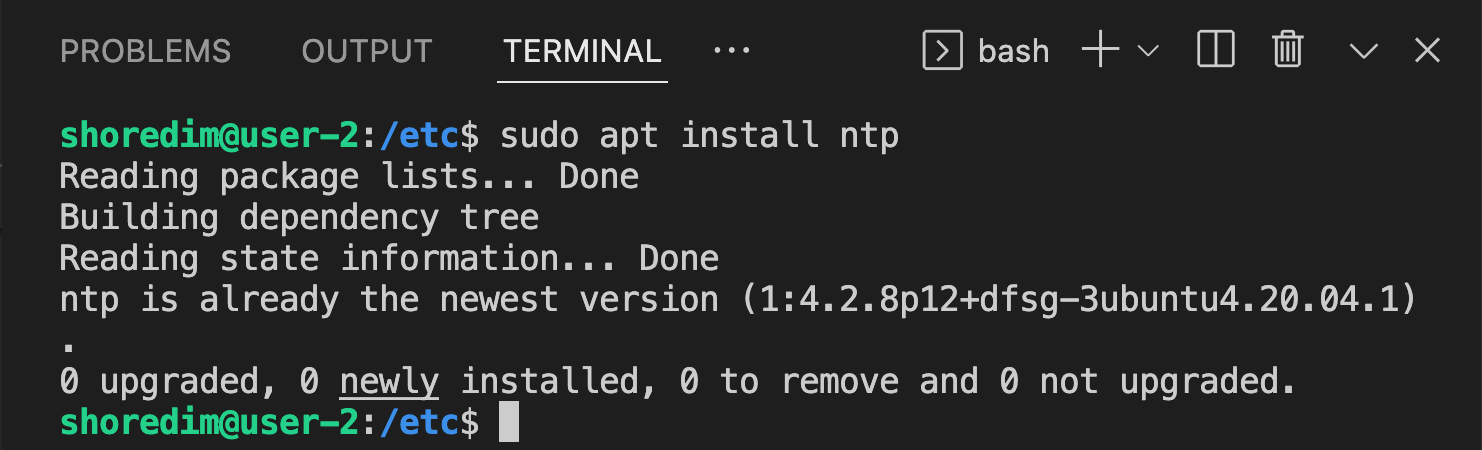 PROBLEMS OUTPUT TERMINAL ... bash
shoredim@user-2:/etc$ sudo apt install ntp
Reading package lists... Done
Building dependency tree
Reading state information... Done
ntp is already the newest version (1:4.2.8p12+dfsg-3ubuntu4.20.04.1)
.
0 upgraded, 0 newly installed, 0 to remove and 0 not upgraded.
shoredim@user-2:/etc$